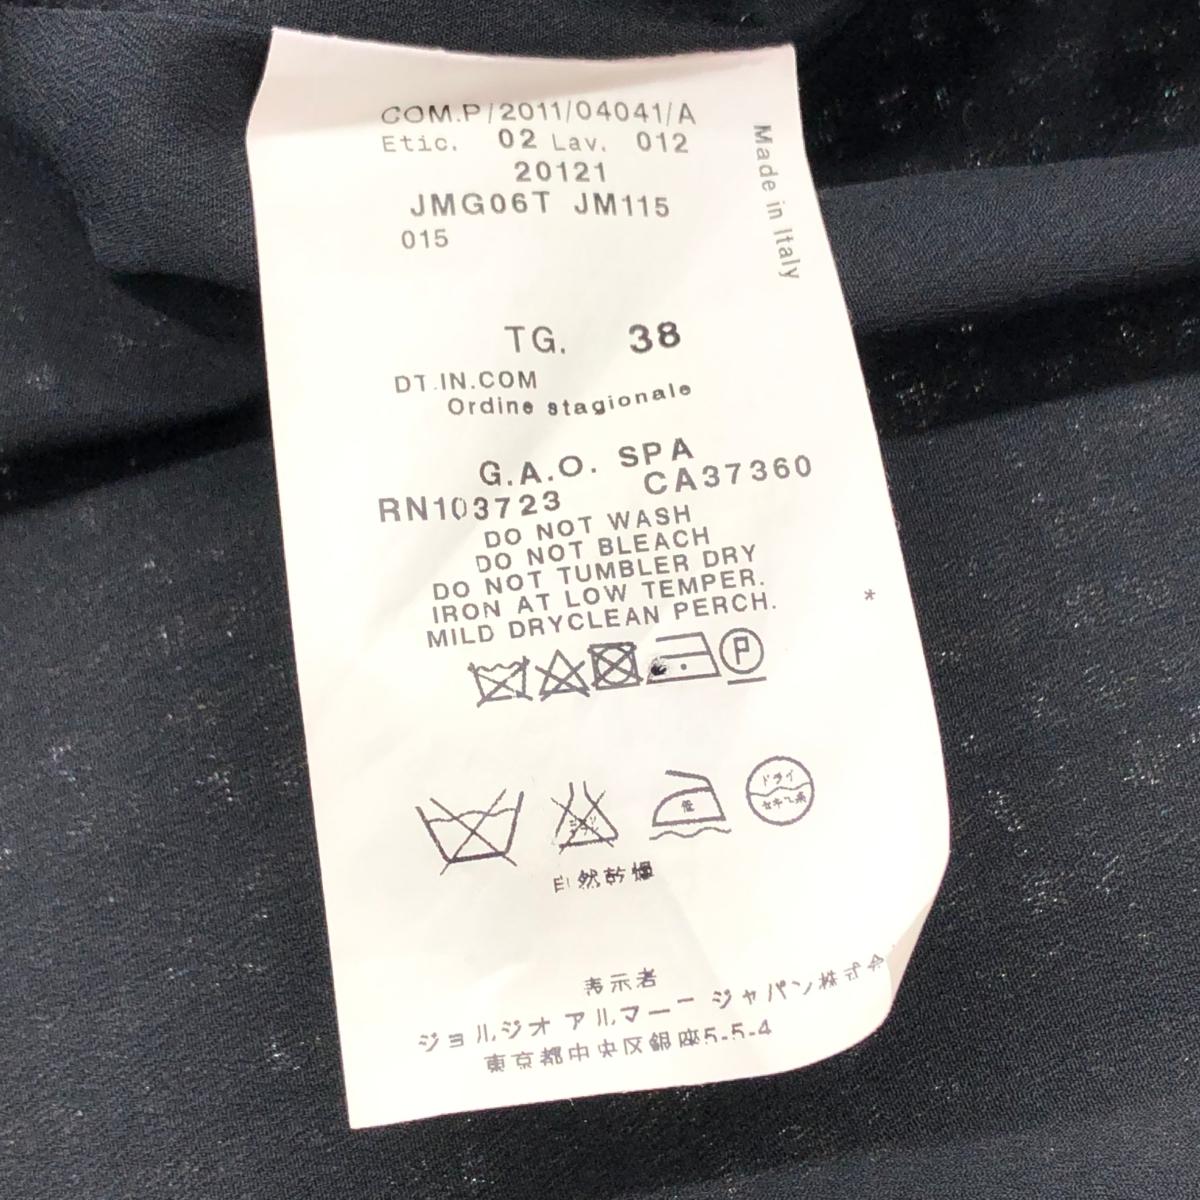 COM.P/2011/04041/A
Etic. 02 Lav. 012
20121
JMG06T JM115
015
Made in Italy
TG. 38
DT.IN.COM
Ordine stagionale
G.A.O. SPA
RN103723 CA37360
DO NOT WASH
DO NOT BLEACH
DO NOT TUMBLER DRY
IRON AT LOW TEMPER.
MILD DRYCLEAN PERCH.
*
P
低
ドライ
自然乾燥
表示者
ジョルジオ アルマーニ ジャパン株式会
東京都中央区銀座5-5-4